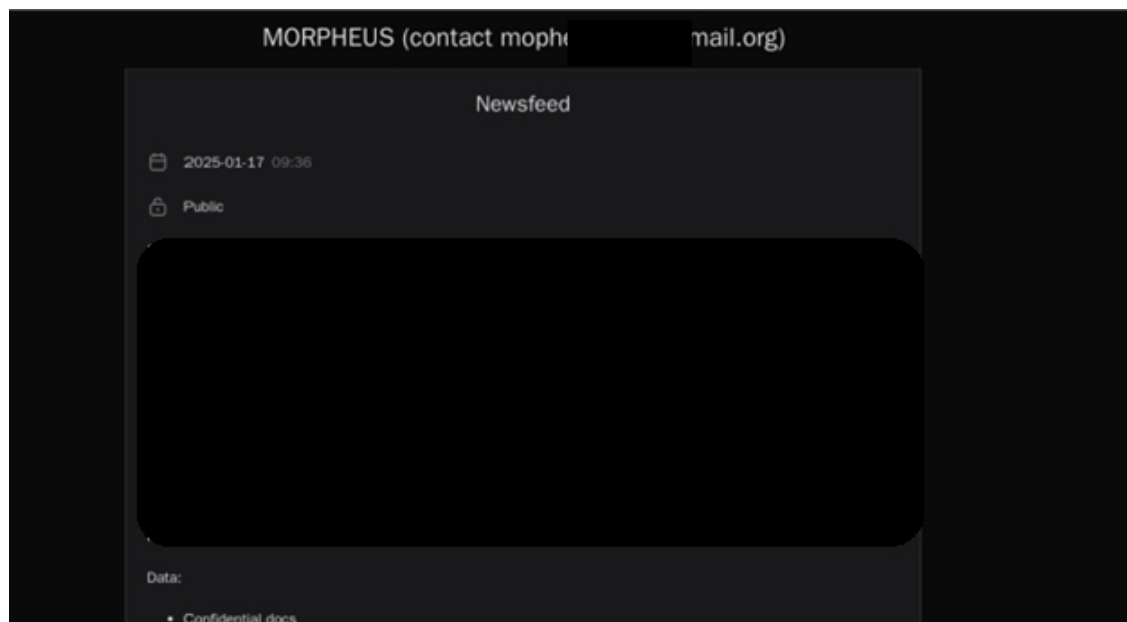 MORPHEUS (contact mophe mail.org)
Newsfeed
2025-01-17 09:36
Public
Data:
• Confidential docs